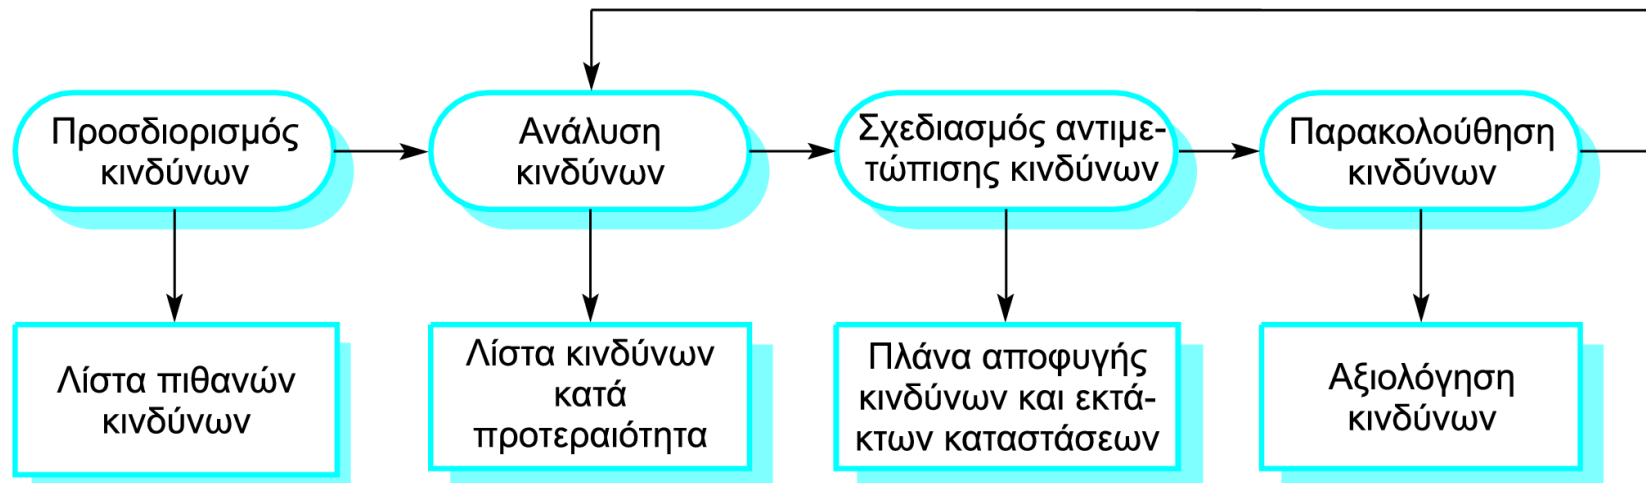 Προσδιορισμός
κινδύνων
Ανάλυση
κινδύνων
Σχεδιασμός αντιμε-
τώπισης κινδύνων
Παρακολούθηση
κινδύνων
Λίστα πιθανών
κινδύνων
Λίστα κινδύνων
κατά
προτεραιότητα
Πλάνα αποφυγής
κινδύνων και εκτά-
κτων καταστάσεων
Αξιολόγηση
κινδύνων